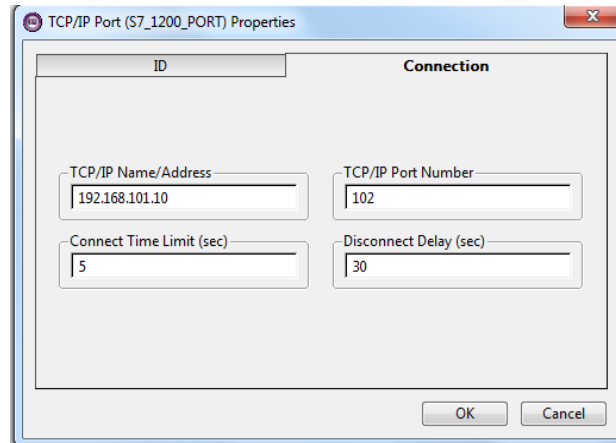 TCP/IP Port (S7_1200_PORT) Properties
ID
Connection
TCP/IP Name/Address
192.168.101.10
TCP/IP Port Number
102
Connect Time Limit (sec)
5
Disconnect Delay (sec)
30
OK
Cancel